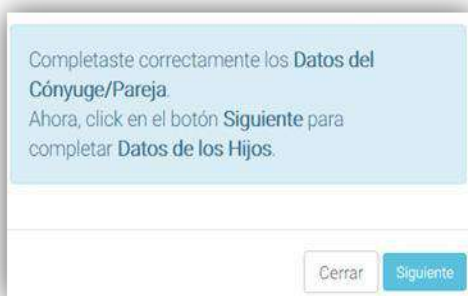 Completaste correctamente los Datos del
Cónyuge/Pareja.
Ahora, click en el botón Siguiente para
completar Datos de los Hijos.
Cerrar
Siguiente